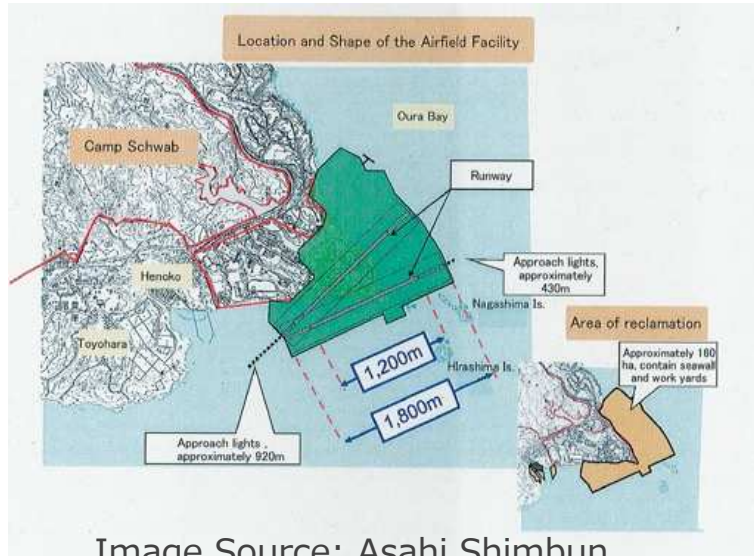 Location and Shape of the Airfield Facility
Oura Bay
Camp Schwab
Runway
Henoko
Approach lights,
approximately
430m
Nagashima Is.
Toyohara
Area of reclamation
Approximately 160
ha, contain seawall
and work yards
1,200m
Hirashima Is.
1,800m
Approach lights ,
approximately 920m
Image Source: Asahi Shimbun